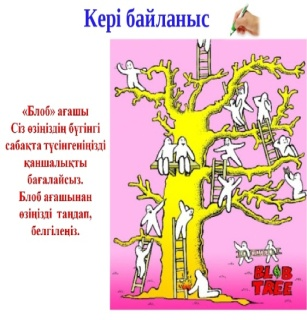 Кері байланыс
«Блоб» ағашы
Сіз өзіңіздің бүгінгі
сабақта түсінгеніңізді
қаншалықты
бағалайсыз.
Блоб ағашынан
өзіңізді таңдап,
белгілеңіз.
BLOB
TREE